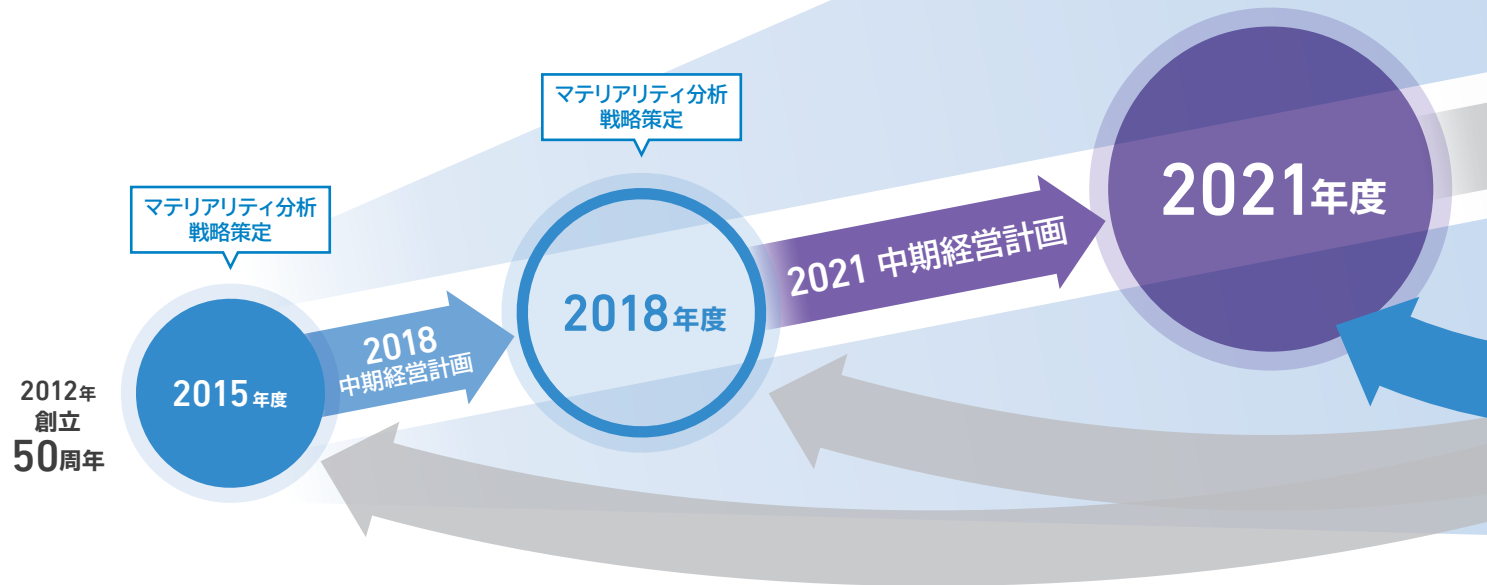 マテリアリティ分析
戦略策定
マテリアリティ分析
戦略策定
2012年
創立
50周年
2015年度
2018
中期経営計画
2018年度
2021 中期経営計画
2021年度